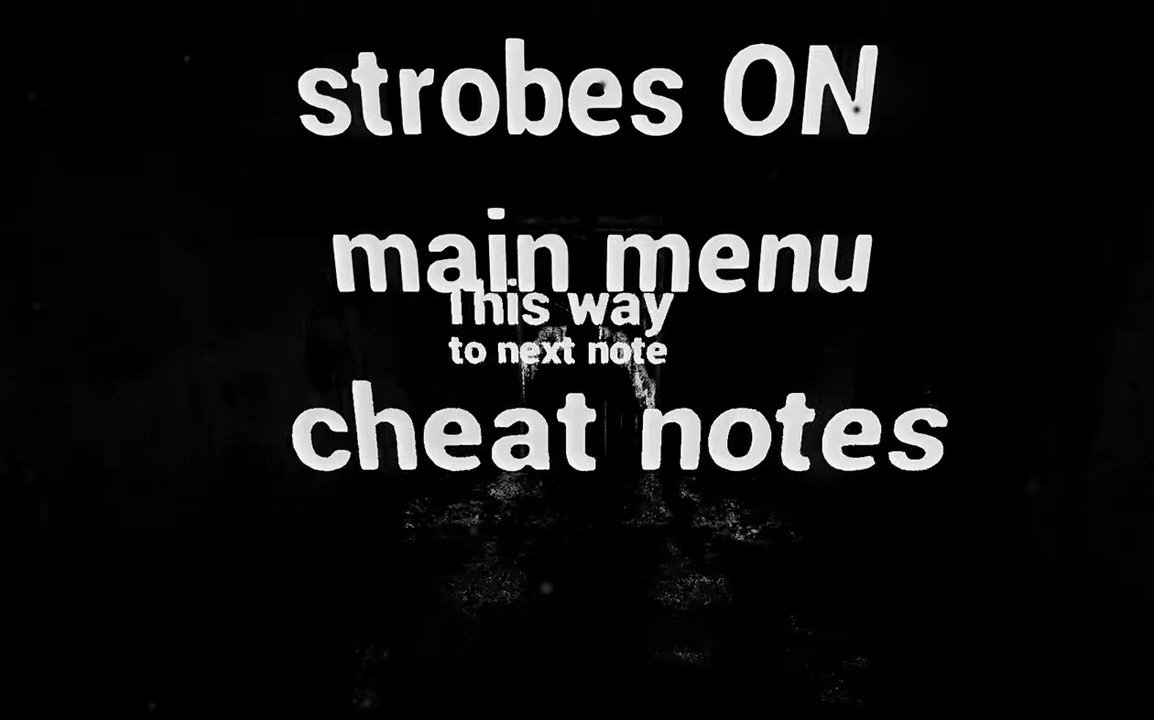 strobes ON
main menu
This way
to next note
cheat notes